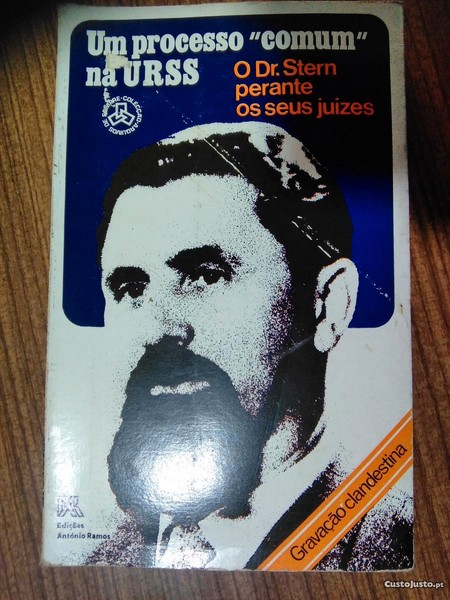 Um processo "comum"
na URSS
O Dr. Stern
perante
os seus juizes
Gravação clandestina
Edições
António Ramos
CustoJusto.pt